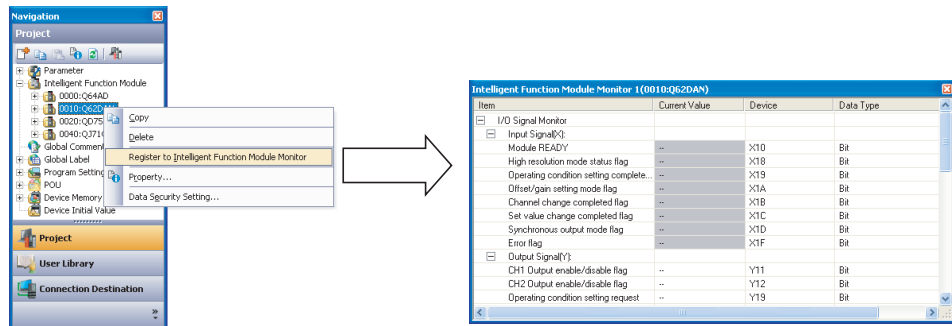 Navigation
Project
Parameter
Intelligent Function Module
0000:Q64AD
0010:Q62DAN
0020:QD75
0040:QJ71C
Global Comment
Global Label
Program Setting
POU
Device Memory
Device Initial Value
Copy
Delete
Register to Intelligent Function Module Monitor
Property...
Data Security Setting...
Project
User Library
Connection Destination
Intelligent Function Module Monitor 1(0010:Q62DAN)
Item Current Value Device Data Type
I/O Signal Monitor
Input Signal(X):
Module READY -- X10 Bit
High resolution mode status flag -- X18 Bit
Operating condition setting complete... -- X19 Bit
Offset/gain setting mode flag -- X1A Bit
Channel change completed flag -- X1B Bit
Set value change completed flag -- X1C Bit
Synchronous output mode flag -- X1D Bit
Error flag -- X1F Bit
Output Signal(Y):
CH1 Output enable/disable flag -- Y11 Bit
CH2 Output enable/disable flag -- Y12 Bit
Operating condition setting request -- Y19 Bit